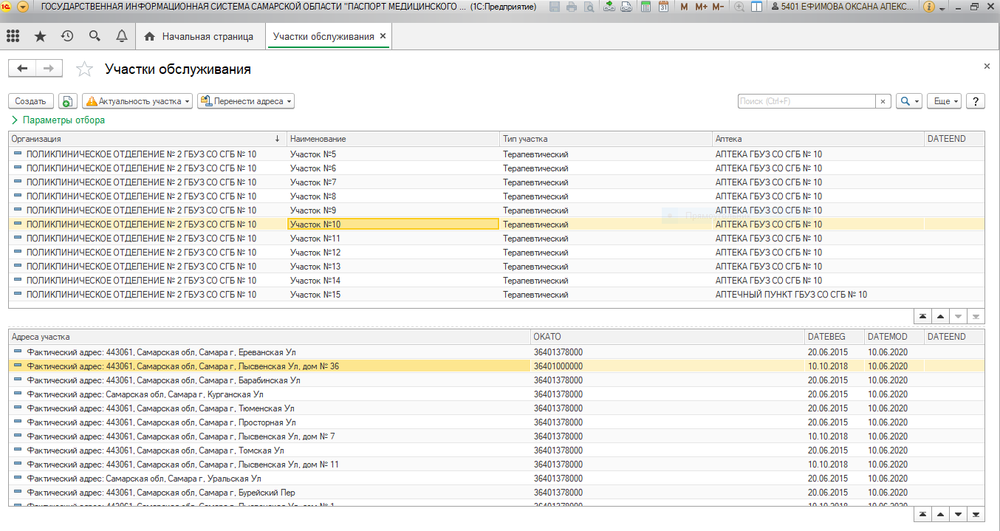 ГОСУДАРСТВЕННАЯ ИНФОРМАЦИОННАЯ СИСТЕМА САМАРСКОЙ ОБЛАСТИ "ПАСПОРТ МЕДИЦИНСКОГО ... (1С:Предприятие) M M+ M- 5401 ЕФИМОВА ОКСАНА АЛЕКС...
Начальная страница Участки обслуживания ×
Участки обслуживания
Создать Актуальность участка Перенести адреса Поиск (Ctrl+F) × Еще ?
Параметры отбора
Организация ↓ Наименование Тип участка Аптека DATEEND
ПОЛИКЛИНИЧЕСКОЕ ОТДЕЛЕНИЕ № 2 ГБУЗ СО СГБ № 10 Участок №5 Терапевтический АПТЕКА ГБУЗ СО СГБ № 10
ПОЛИКЛИНИЧЕСКОЕ ОТДЕЛЕНИЕ № 2 ГБУЗ СО СГБ № 10 Участок №6 Терапевтический АПТЕКА ГБУЗ СО СГБ № 10
ПОЛИКЛИНИЧЕСКОЕ ОТДЕЛЕНИЕ № 2 ГБУЗ СО СГБ № 10 Участок №7 Терапевтический АПТЕКА ГБУЗ СО СГБ № 10
ПОЛИКЛИНИЧЕСКОЕ ОТДЕЛЕНИЕ № 2 ГБУЗ СО СГБ № 10 Участок №8 Терапевтический АПТЕКА ГБУЗ СО СГБ № 10
ПОЛИКЛИНИЧЕСКОЕ ОТДЕЛЕНИЕ № 2 ГБУЗ СО СГБ № 10 Участок №9 Терапевтический АПТЕКА ГБУЗ СО СГБ № 10
ПОЛИКЛИНИЧЕСКОЕ ОТДЕЛЕНИЕ № 2 ГБУЗ СО СГБ № 10 Участок №10 Терапевтический АПТЕКА ГБУЗ СО СГБ № 10
ПОЛИКЛИНИЧЕСКОЕ ОТДЕЛЕНИЕ № 2 ГБУЗ СО СГБ № 10 Участок №11 Терапевтический АПТЕКА ГБУЗ СО СГБ № 10
ПОЛИКЛИНИЧЕСКОЕ ОТДЕЛЕНИЕ № 2 ГБУЗ СО СГБ № 10 Участок №12 Терапевтический АПТЕКА ГБУЗ СО СГБ № 10
ПОЛИКЛИНИЧЕСКОЕ ОТДЕЛЕНИЕ № 2 ГБУЗ СО СГБ № 10 Участок №13 Терапевтический АПТЕКА ГБУЗ СО СГБ № 10
ПОЛИКЛИНИЧЕСКОЕ ОТДЕЛЕНИЕ № 2 ГБУЗ СО СГБ № 10 Участок №14 Терапевтический АПТЕКА ГБУЗ СО СГБ № 10
ПОЛИКЛИНИЧЕСКОЕ ОТДЕЛЕНИЕ № 2 ГБУЗ СО СГБ № 10 Участок №15 Терапевтический АПТЕЧНЫЙ ПУНКТ ГБУЗ СО СГБ № 10
Адреса участка ОКАТО DATEBEG DATEMOD DATEEND
Фактический адрес: 443061, Самарская обл, Самара г, Ереванская Ул 36401378000 20.06.2015 10.06.2020
Фактический адрес: 443061, Самарская обл, Самара г, Лысвенская Ул, дом № 36 36401000000 10.10.2018 10.06.2020
Фактический адрес: 443061, Самарская обл, Самара г, Барабинская Ул 36401378000 20.06.2015 10.06.2020
Фактический адрес: Самарская обл, Самара г, Курганская Ул 36401378000 20.06.2015 10.06.2020
Фактический адрес: 443061, Самарская обл, Самара г, Тюменская Ул 36401378000 20.06.2015 10.06.2020
Фактический адрес: 443061, Самарская обл, Самара г, Просторная Ул 36401378000 20.06.2015 10.06.2020
Фактический адрес: 443061, Самарская обл, Самара г, Лысвенская Ул, дом № 7 36401378000 10.10.2018 10.06.2020
Фактический адрес: 443061, Самарская обл, Самара г, Томская Ул 36401378000 20.06.2015 10.06.2020
Фактический адрес: 443061, Самарская обл, Самара г, Лысвенская Ул, дом № 11 36401378000 10.10.2018 10.06.2020
Фактический адрес: Самарская обл, Самара г, Уральская Ул 36401378000 20.06.2015 10.06.2020
Фактический адрес: 443061, Самарская обл, Самара г, Бурейский Пер 36401378000 20.06.2015 10.06.2020